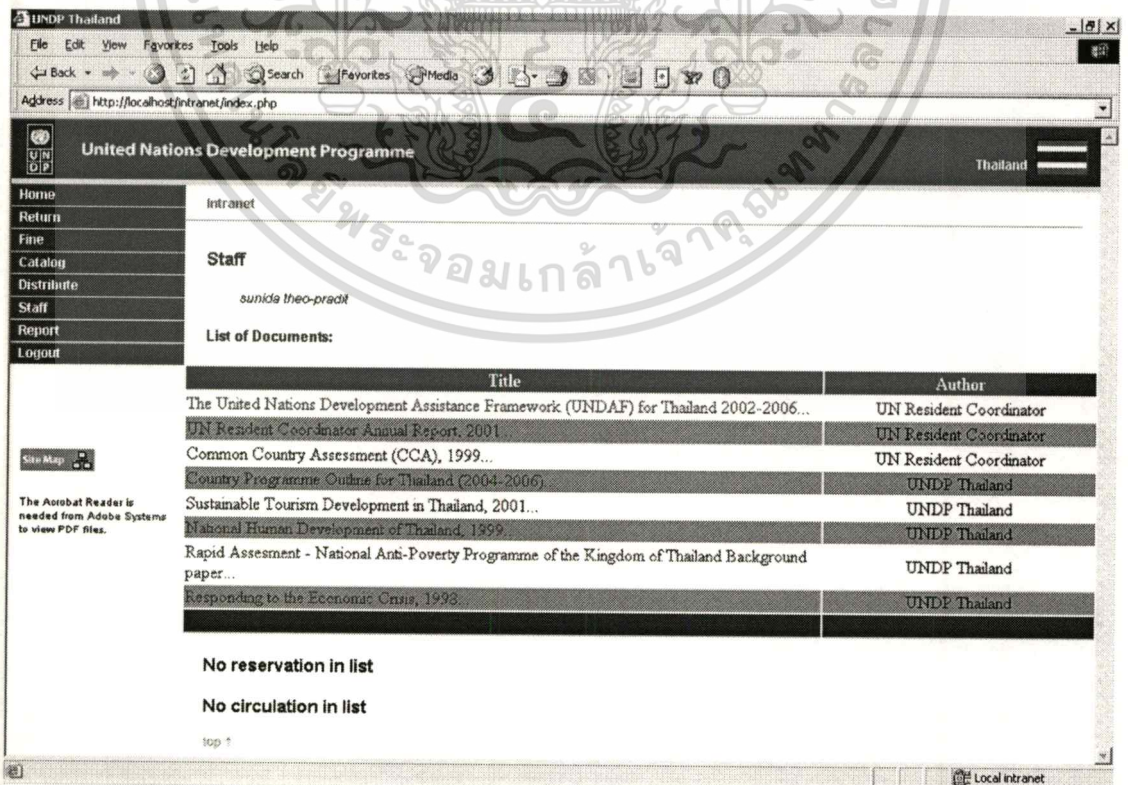 UNDP Thailand
File Edit View Favorites Tools Help
Back Search Favorites Media
Address http://localhost/intranet/index.php
UN
DP
United Nations Development Programme
Thailand
Home
Return
Fine
Catalog
Distribute
Staff
Report
Logout
Site Map
The Acrobat Reader is
needed from Adobe Systems
to view PDF files.
Intranet
Staff
sunida theo-pradit
List of Documents:
Title Author
The United Nations Development Assistance Framework (UNDAF) for Thailand 2002-2006... UN Resident Coordinator
UN Resident Coordinator Annual Report, 2001... UN Resident Coordinator
Common Country Assessment (CCA), 1999... UN Resident Coordinator
Country Programme Outline for Thailand (2004-2006)... UNDP Thailand
Sustainable Tourism Development in Thailand, 2001... UNDP Thailand
National Human Development of Thailand, 1999... UNDP Thailand
Rapid Assesment - National Anti-Poverty Programme of the Kingdom of Thailand Background
paper... UNDP Thailand
Responding to the Economic Crisis, 1998... UNDP Thailand
No reservation in list
No circulation in list
top ↑
Local intranet
พระจอมเกล้าเจ้าคุณทหาร